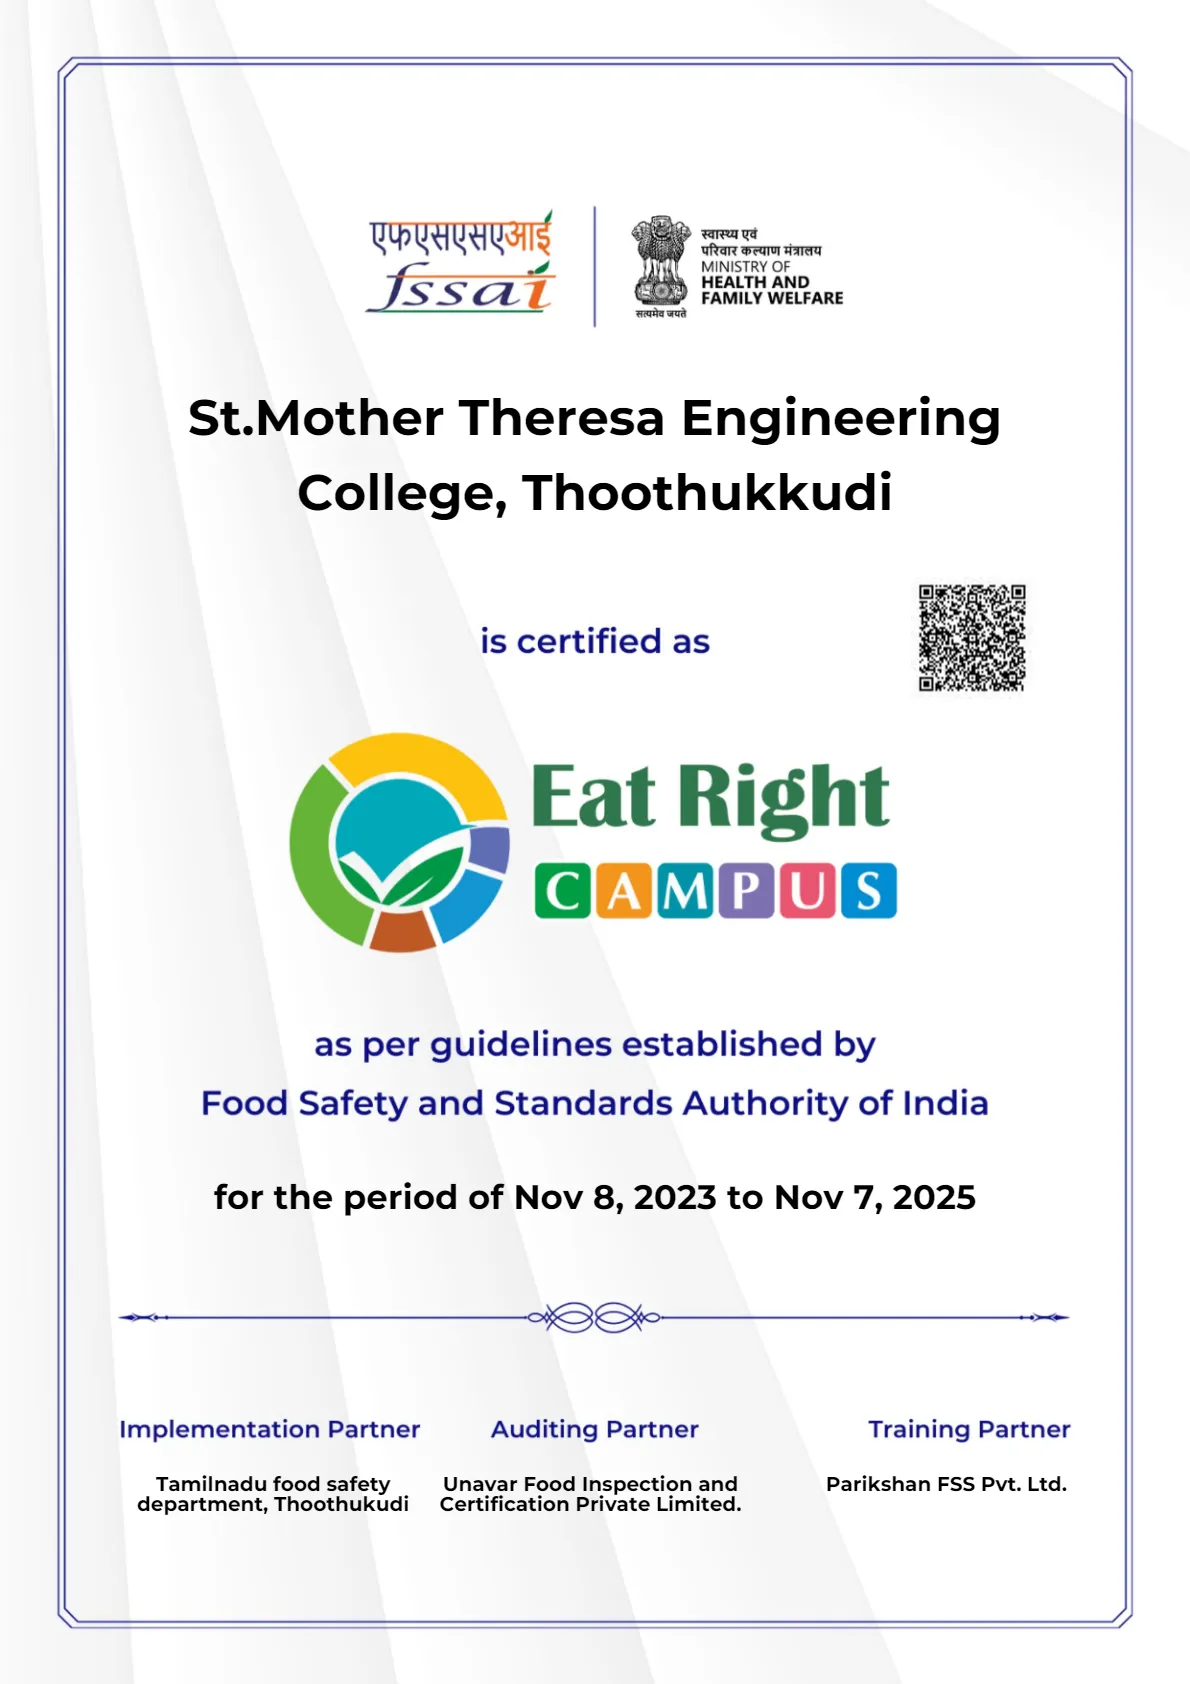 एफएसएसएआई
fssai
स्वास्थ्य एवं
परिवार कल्याण मंत्रालय
MINISTRY OF
HEALTH AND
FAMILY WELFARE
सत्यमेव जयते
St.Mother Theresa Engineering
College, Thoothukkudi
is certified as
Eat Right
CAMPUS
as per guidelines established by
Food Safety and Standards Authority of India
for the period of Nov 8, 2023 to Nov 7, 2025
Implementation Partner
Tamilnadu food safety
department, Thoothukudi
Auditing Partner
Unavar Food Inspection and
Certification Private Limited.
Training Partner
Parikshan FSS Pvt. Ltd.